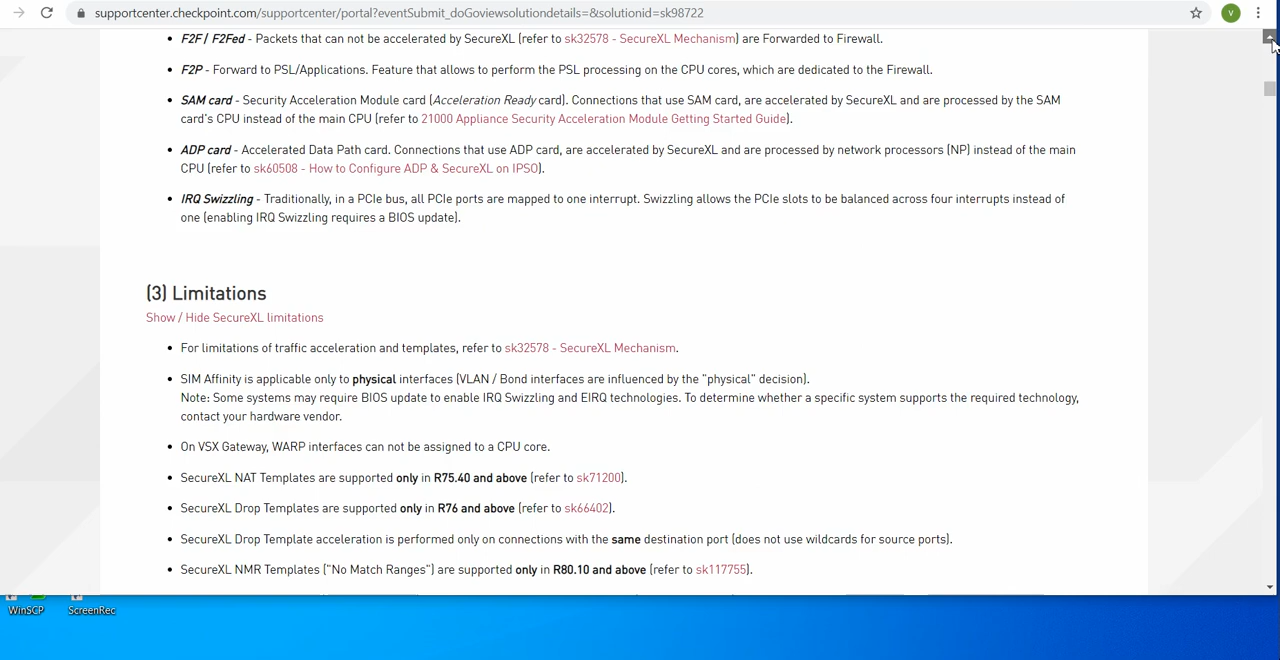 supportcenter.checkpoint.com/supportcenter/portal?eventSubmit_doGoviewsolutiondetails=&solutionid=sk98722
V
• F2F / F2Fed - Packets that can not be accelerated by SecureXL (refer to sk32578 - SecureXL Mechanism) are Forwarded to Firewall.
• F2P - Forward to PSL/Applications. Feature that allows to perform the PSL processing on the CPU cores, which are dedicated to the Firewall.
• SAM card - Security Acceleration Module card (Acceleration Ready card). Connections that use SAM card, are accelerated by SecureXL and are processed by the SAM
card's CPU instead of the main CPU (refer to 21000 Appliance Security Acceleration Module Getting Started Guide).
• ADP card - Accelerated Data Path card. Connections that use ADP card, are accelerated by SecureXL and are processed by network processors (NP) instead of the main
CPU (refer to sk60508 - How to Configure ADP & SecureXL on IPSO).
• IRQ Swizzling - Traditionally, in a PCIe bus, all PCIe ports are mapped to one interrupt. Swizzling allows the PCIe slots to be balanced across four interrupts instead of
one (enabling IRQ Swizzling requires a BIOS update).
(3) Limitations
Show / Hide SecureXL limitations
• For limitations of traffic acceleration and templates, refer to sk32578 - SecureXL Mechanism.
• SIM Affinity is applicable only to physical interfaces (VLAN / Bond interfaces are influenced by the "physical" decision).
Note: Some systems may require BIOS update to enable IRQ Swizzling and EIRQ technologies. To determine whether a specific system supports the required technology,
contact your hardware vendor.
• On VSX Gateway, WARP interfaces can not be assigned to a CPU core.
• SecureXL NAT Templates are supported only in R75.40 and above (refer to sk71200).
• SecureXL Drop Templates are supported only in R76 and above (refer to sk66402).
• SecureXL Drop Template acceleration is performed only on connections with the same destination port (does not use wildcards for source ports).
• SecureXL NMR Templates ("No Match Ranges") are supported only in R80.10 and above (refer to sk117755).
WinSCP
ScreenRec